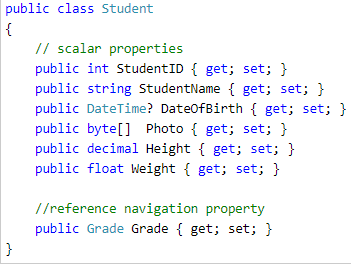 public class Student
{
    // scalar properties
    public int StudentID { get; set; }
    public string StudentName { get; set; }
    public DateTime? DateOfBirth { get; set; }
    public byte[]  Photo { get; set; }
    public decimal Height { get; set; }
    public float Weight { get; set; }

    //reference navigation property
    public Grade Grade { get; set; }
}